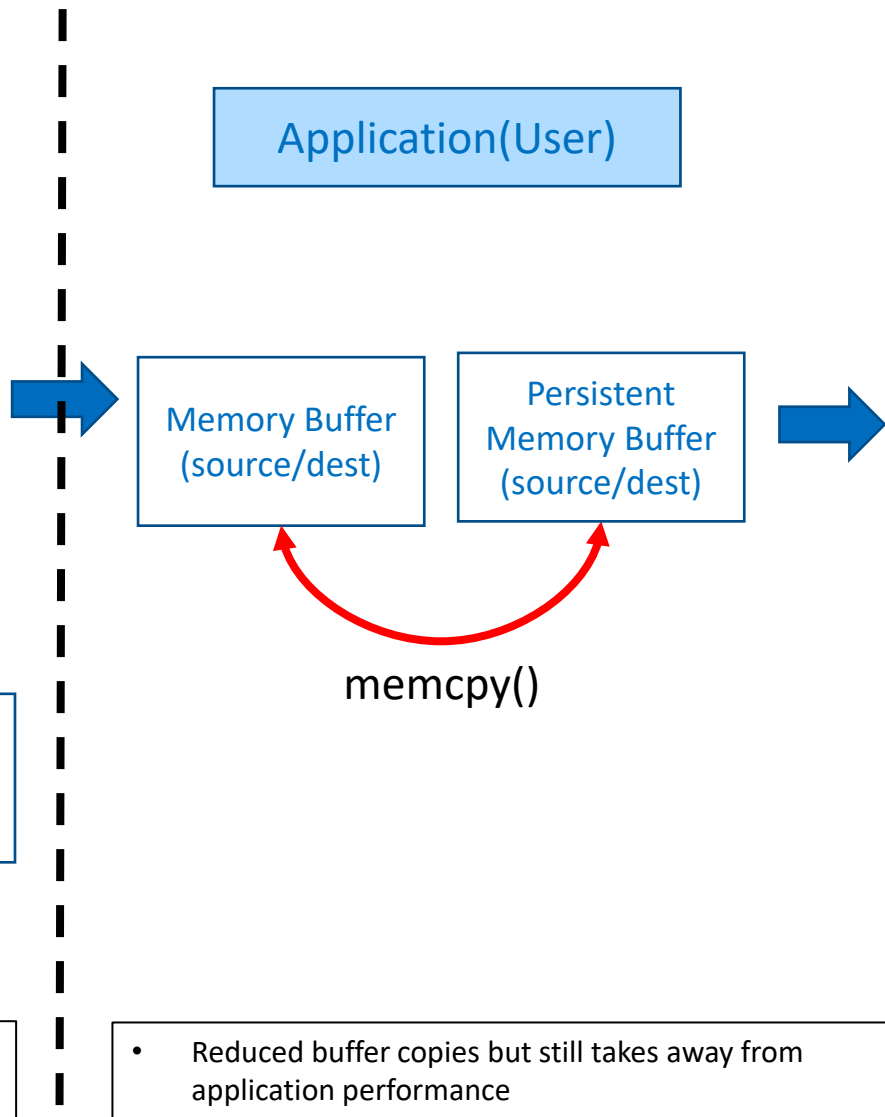 Application(User)
Memory Buffer
(source/dest)
Persistent
Memory Buffer
(source/dest)
memcpy()
• Reduced buffer copies but still takes away from
application performance